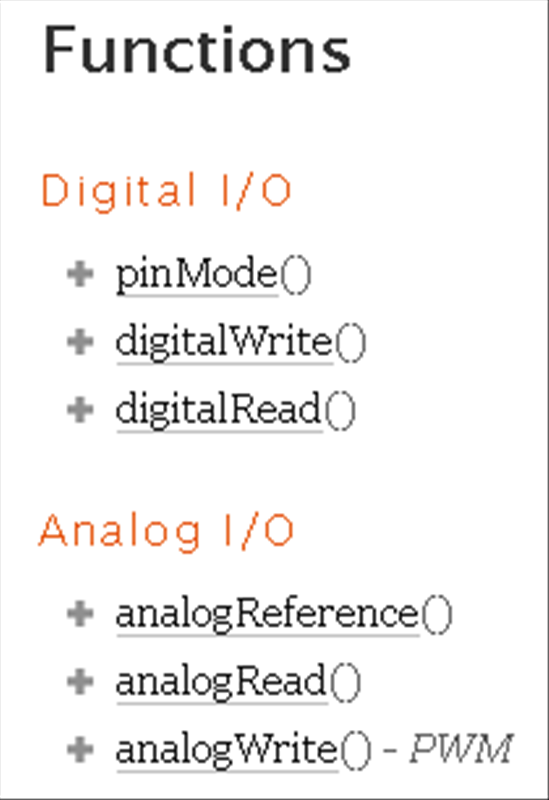 Functions
Digital I/O
pinMode()
digitalWrite()
digitalRead()
Analog I/O
analogReference()
analogRead()
analogWrite() - PWM